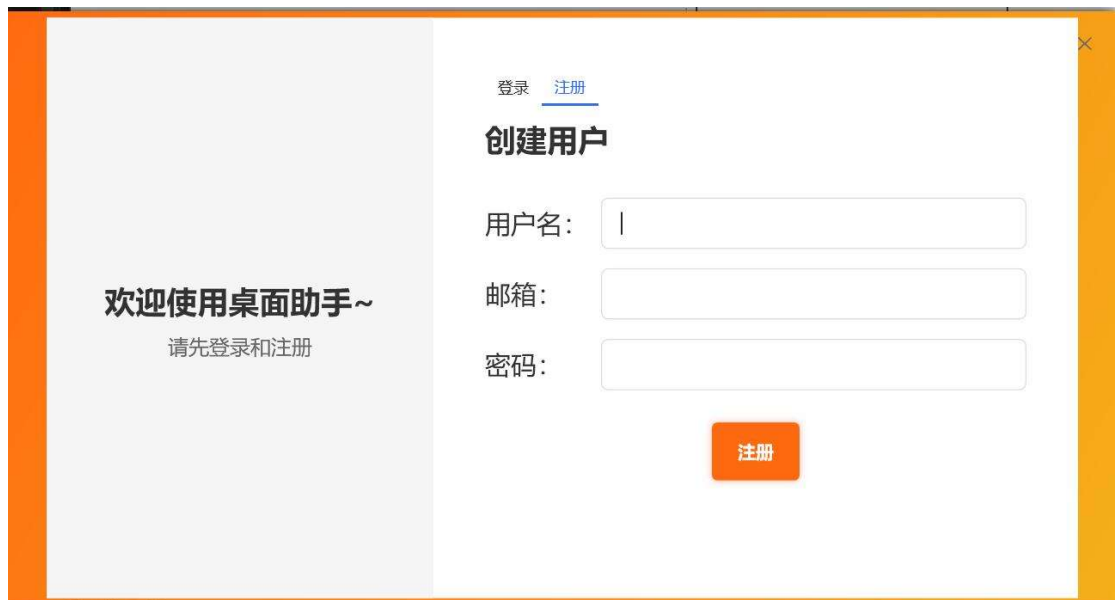 欢迎使用桌面助手~
请先登录和注册
登录 注册
创建用户
用户名：
邮箱：
密码：
注册